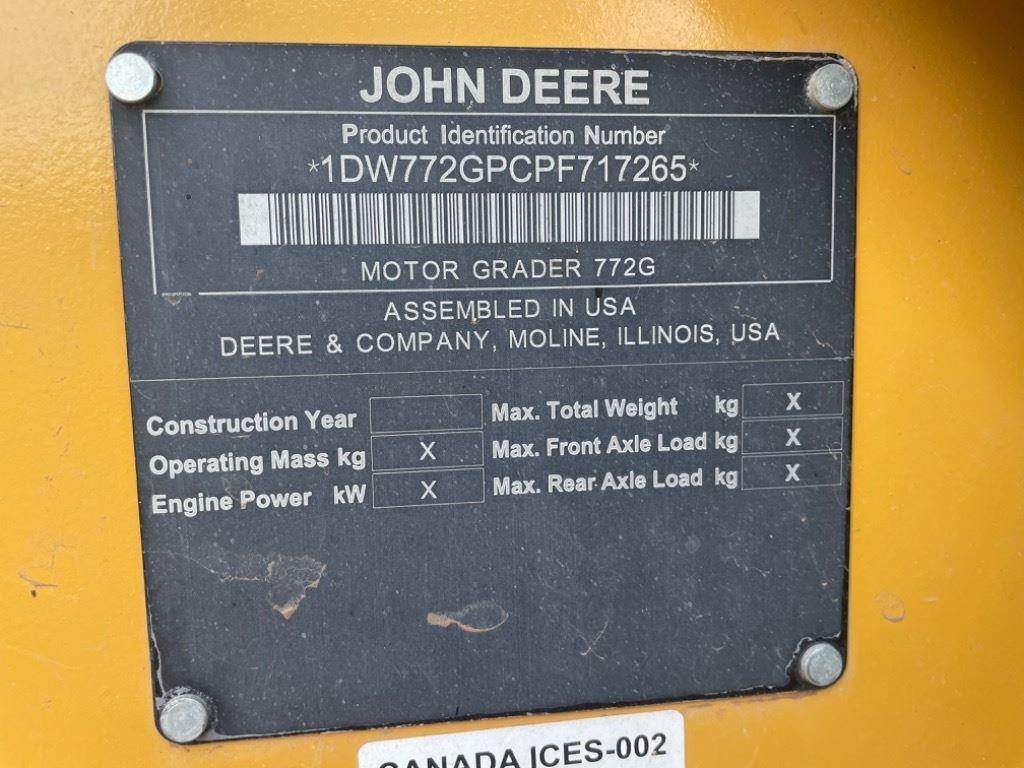 JOHN DEERE
Product Identification Number
*1DW772GPCPF717265*
MOTOR GRADER 772G
ASSEMBLED IN USA
DEERE & COMPANY, MOLINE, ILLINOIS, USA
Construction Year
Operating Mass kg X
Engine Power kW X
Max. Total Weight kg X
Max. Front Axle Load kg X
Max. Rear Axle Load kg X
CANADA ICES-002